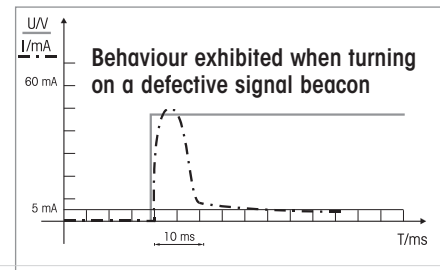 U/V
I/mA
Behaviour exhibited when turning
on a defective signal beacon
60 mA
5 mA
10 ms
T/ms